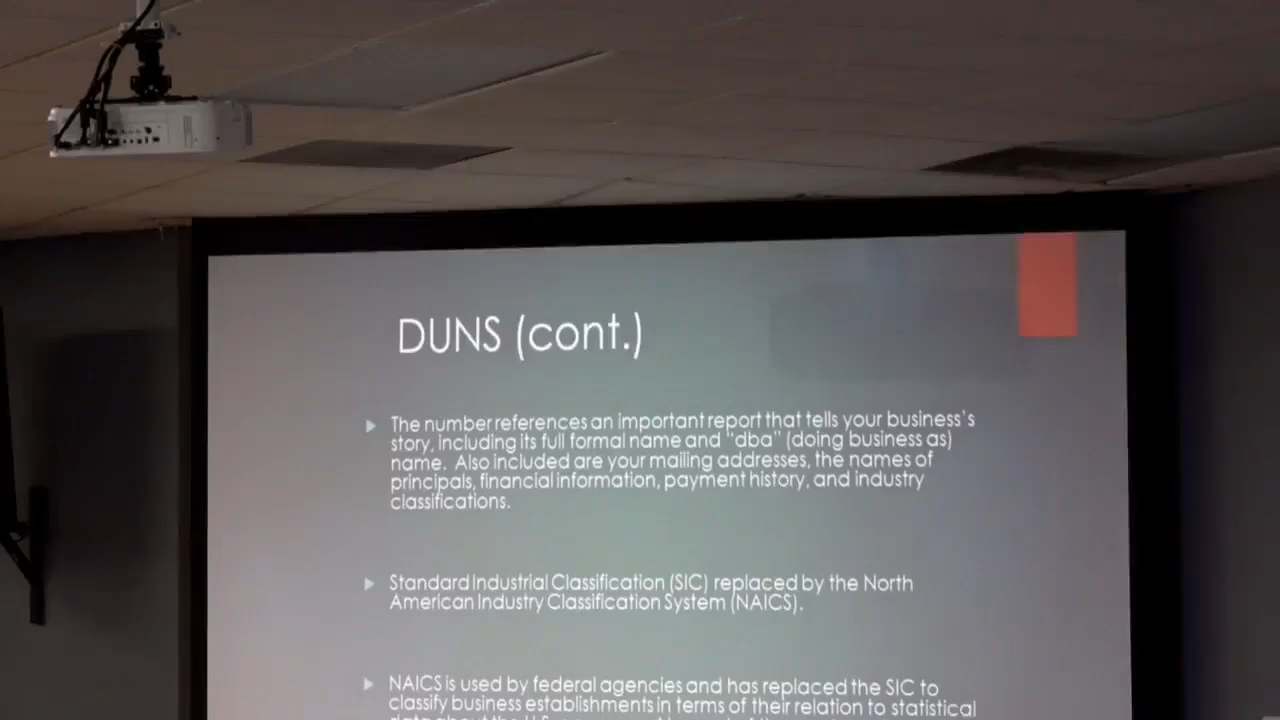 DUNS (cont.)
The number references an important report that tells your business's
story, including its full formal name and "dba" (doing business as)
name. Also included are your mailing addresses, the names of
principals, financial information, payment history, and industry
classifications.
Standard Industrial Classification (SIC) replaced by the North
American Industry Classification System (NAICS).
NAICS is used by federal agencies and has replaced the SIC to
classify business establishments in terms of their relation to statistical
data about the